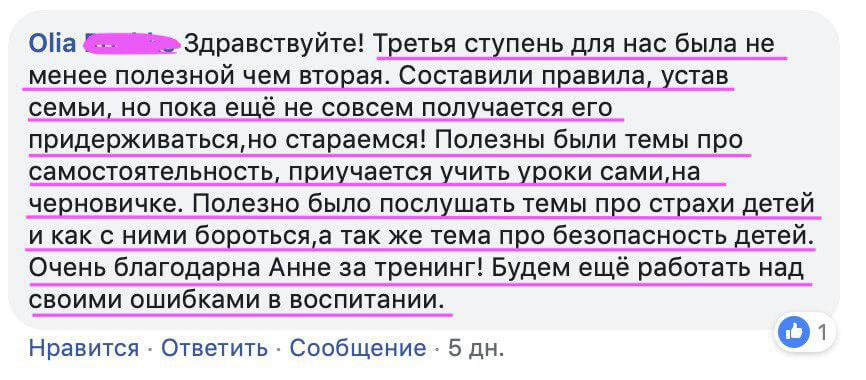 Olia Здравствуйте! Третья ступень для нас была не
менее полезной чем вторая. Составили правила, устав
семьи, но пока ещё не совсем получается его
придерживаться,но стараемся! Полезны были темы про
самостоятельность, приучается учить уроки сами,на
черновичке. Полезно было послушать темы про страхи детей
и как с ними бороться,а так же тема про безопасность детей.
Очень благодарна Анне за тренинг! Будем ещё работать над
своими ошибками в воспитании.
1
Нравится · Ответить · Сообщение · 5 дн.